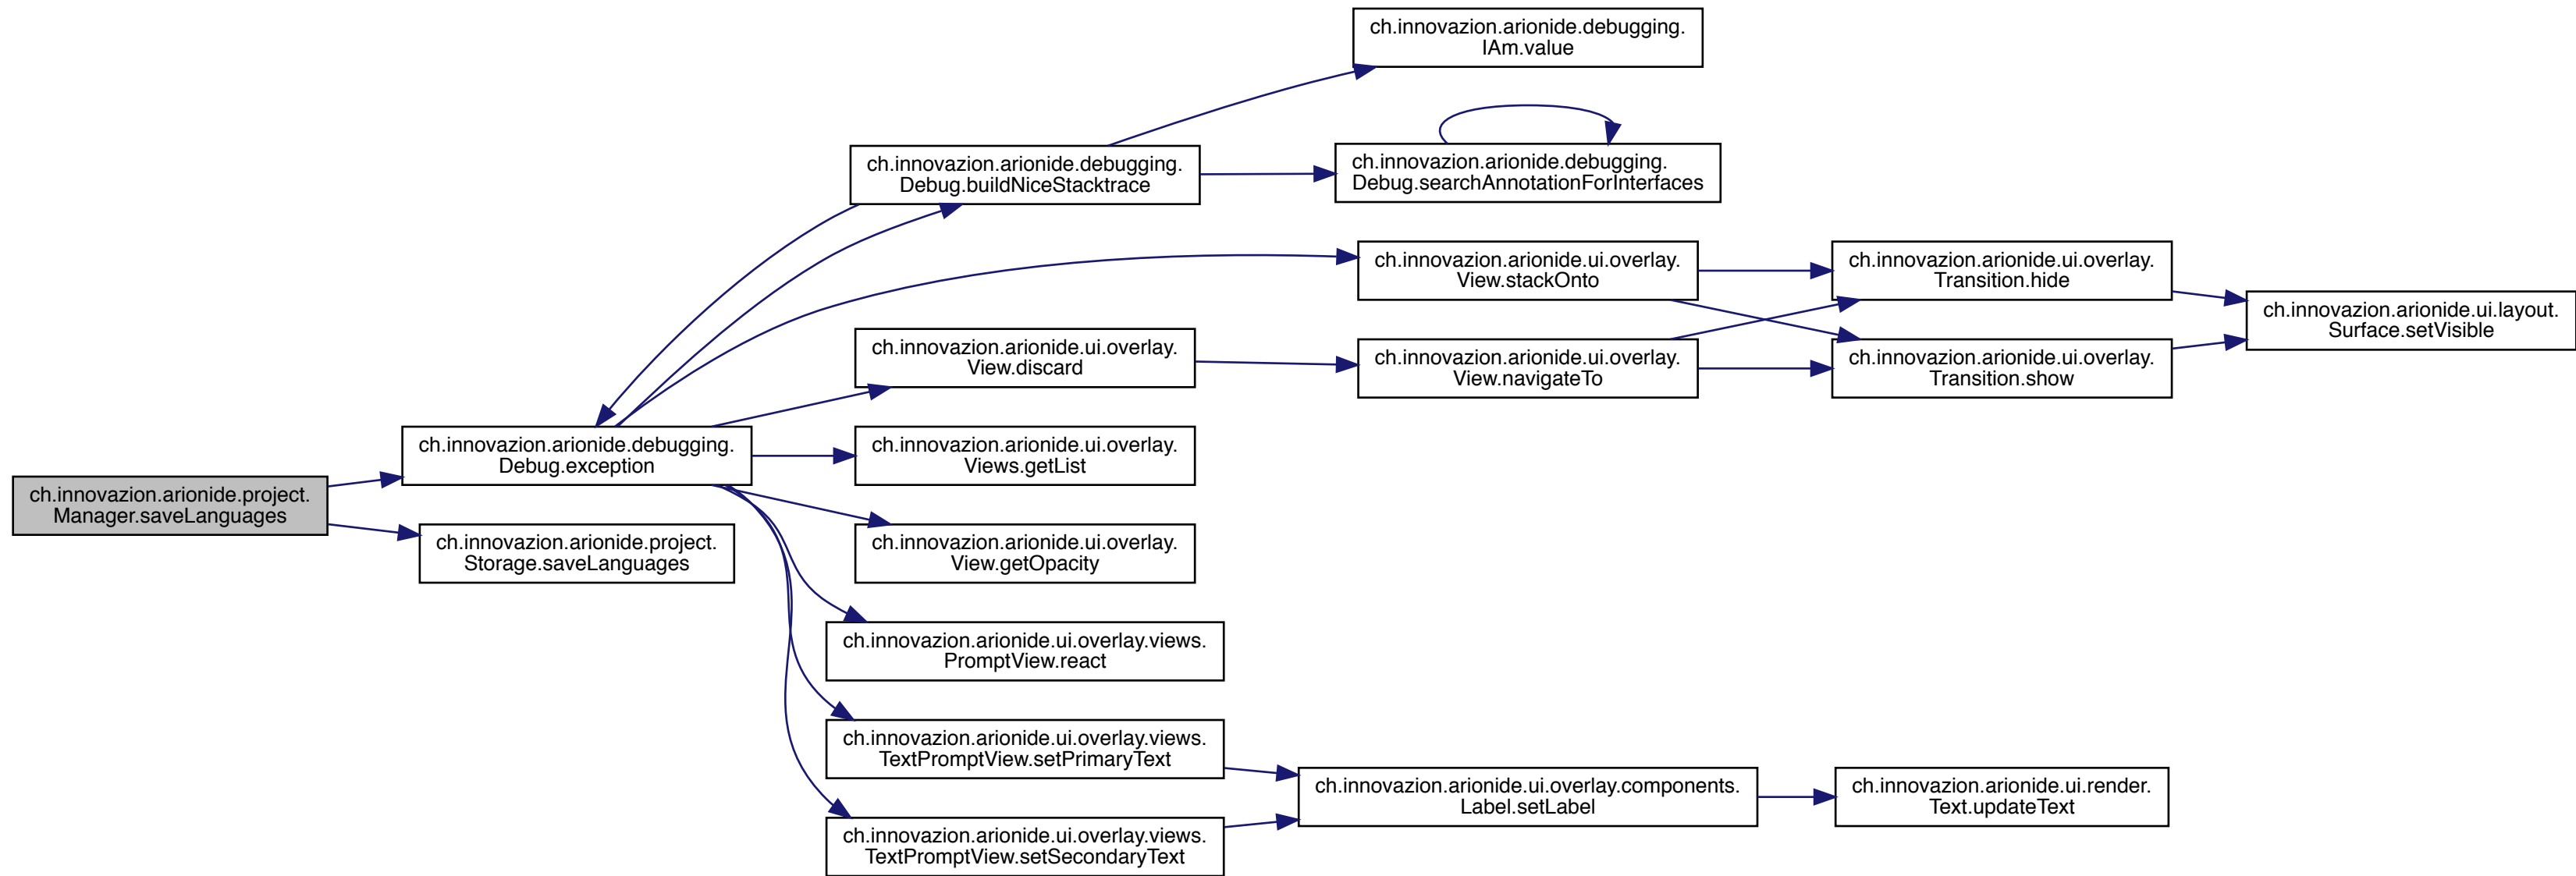 ch.innovazion.arionide.debugging.
IAm.value
ch.innovazion.arionide.debugging.
Debug.buildNiceStacktrace
ch.innovazion.arionide.debugging.
Debug.searchAnnotationForInterfaces
ch.innovazion.arionide.ui.overlay.
View.stackOnto
ch.innovazion.arionide.ui.overlay.
Transition.hide
ch.innovazion.arionide.ui.layout.
Surface.setVisible
ch.innovazion.arionide.ui.overlay.
View.discard
ch.innovazion.arionide.ui.overlay.
View.navigateTo
ch.innovazion.arionide.ui.overlay.
Transition.show
ch.innovazion.arionide.debugging.
Debug.exception
ch.innovazion.arionide.ui.overlay.
Views.getList
ch.innovazion.arionide.project.
Manager.saveLanguages
ch.innovazion.arionide.project.
Storage.saveLanguages
ch.innovazion.arionide.ui.overlay.
View.getOpacity
ch.innovazion.arionide.ui.overlay.views.
PromptView.react
ch.innovazion.arionide.ui.overlay.views.
TextPromptView.setPrimaryText
ch.innovazion.arionide.ui.overlay.components.
Label.setLabel
ch.innovazion.arionide.ui.render.
Text.updateText
ch.innovazion.arionide.ui.overlay.views.
TextPromptView.setSecondaryText